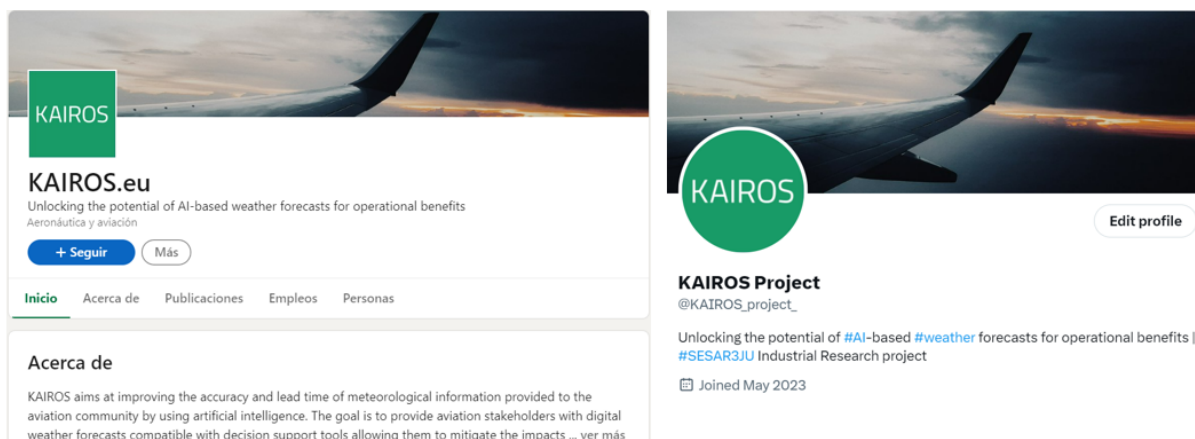 KAIROS
KAIROS.eu
Unlocking the potential of AI-based weather forecasts for operational benefits
Aeronáutica y aviación
+ Seguir
Más
Inicio Acerca de Publicaciones Empleos Personas
Acerca de
KAIROS aims at improving the accuracy and lead time of meteorological information provided to the
aviation community by using artificial intelligence. The goal is to provide aviation stakeholders with digital
weather forecasts compatible with decision support tools allowing them to mitigate the impacts ... ver más
KAIROS
Edit profile
KAIROS Project
@KAIROS_project_
Unlocking the potential of #AI-based #weather forecasts for operational benefits |
#SESAR3JU Industrial Research project
Joined May 2023